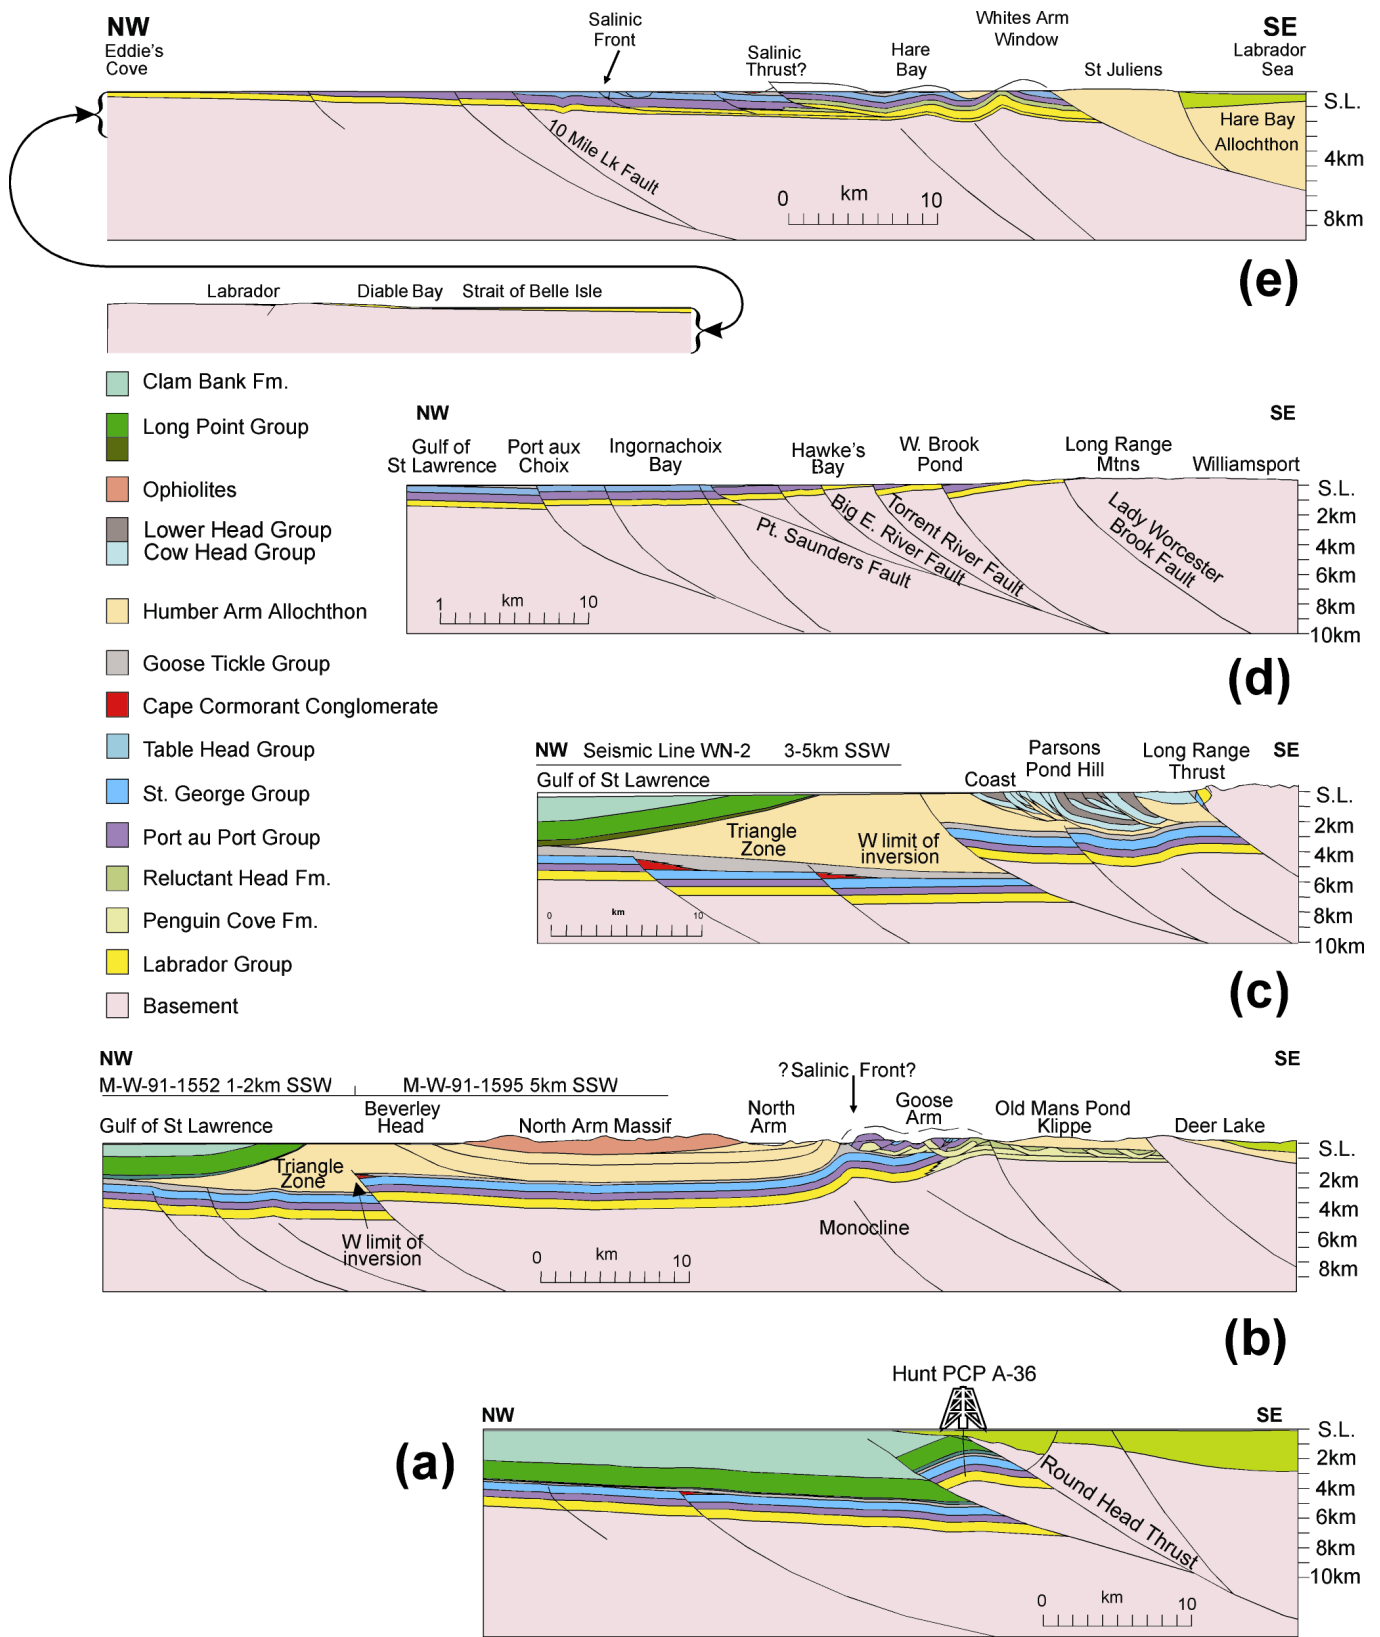 NW
SE
Eddie's
Cove
Salinic
Front
Salinic
Thrust?
Hare
Bay
Whites Arm
Window
St Juliens
Labrador
Sea
S.L.
4km
8km
Hare Bay
Allochthon
10 Mile Lk Fault
0 km 10
(e)
Labrador
Diable Bay
Strait of Belle Isle
Clam Bank Fm.
Long Point Group
Ophiolites
Lower Head Group
Cow Head Group
Humber Arm Allochthon
Goose Tickle Group
Cape Cormorant Conglomerate
Table Head Group
St. George Group
Port au Port Group
Reluctant Head Fm.
Penguin Cove Fm.
Labrador Group
Basement
NW
SE
Gulf of
St Lawrence
Port aux
Choix
Ingornachoix
Bay
Hawke's
Bay
W. Brook
Pond
Long Range
Mtns
Williamsport
S.L.
2km
4km
6km
8km
10km
Pt. Saunders Fault
Big E. River Fault
Torrent River Fault
Lady Worcester
Brook Fault
1 km 10
(d)
NW Seismic Line WN-2 3-5km SSW
SE
Gulf of St Lawrence
Coast
Parsons
Pond Hill
Long Range
Thrust
S.L.
2km
4km
6km
8km
10km
Triangle
Zone
W limit of
inversion
0 km 10
(c)
NW
SE
M-W-91-1552 1-2km SSW
M-W-91-1595 5km SSW
Gulf of St Lawrence
Beverley
Head
North Arm Massif
North
Arm
?Salinic Front?
Goose
Arm
Old Mans Pond
Klippe
Deer Lake
S.L.
2km
4km
6km
8km
Triangle
Zone
W limit of
inversion
Monocline
0 km 10
(b)
Hunt PCP A-36
NW
SE
(a)
S.L.
2km
4km
6km
8km
10km
Round Head Thrust
0 km 10